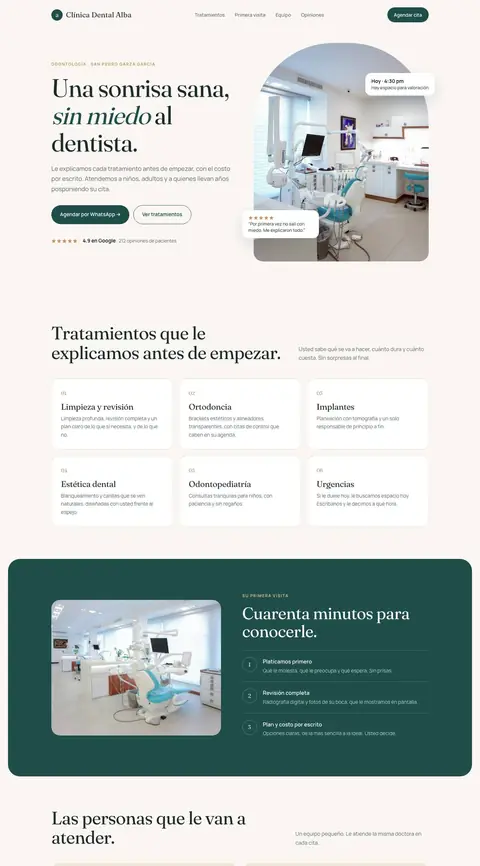 a
Clínica Dental Alba
Tratamientos
Primera visita
Equipo
Opiniones
Agendar cita
ODONTOLOGÍA · SAN PEDRO GARZA GARCÍA
Una sonrisa sana,
sin miedo al
dentista.
Le explicamos cada tratamiento antes de empezar, con el costo
por escrito. Atendemos a niños, adultos y a quienes llevan años
posponiendo su cita.
Agendar por WhatsApp →
Ver tratamientos
★★★★★ 4.9 en Google · 212 opiniones de pacientes
Hoy · 4:30 pm
Hay espacio para valoración
★★★★★
"Por primera vez no salí con
miedo. Me explicaron todo."
Tratamientos que le
explicamos antes de empezar.
Usted sabe qué se va a hacer, cuánto dura y cuánto
cuesta. Sin sorpresas al final.
01
Limpieza y revisión
Limpieza profunda, revisión completa y un
plan claro de lo que sí necesita, y de lo que
no.
02
Ortodoncia
Brackets estéticos y alineadores
transparentes, con citas de control que
caben en su agenda.
03
Implantes
Planeación con tomografía y un solo
responsable de principio a fin.
04
Estética dental
Blanqueamiento y carillas que se ven
naturales, diseñadas con usted frente al
espejo.
05
Odontopediatría
Consultas tranquilas para niños, con
paciencia y sin regaños.
06
Urgencias
Si le duele hoy, le buscamos espacio hoy.
Escríbanos y le decimos a qué hora.
SU PRIMERA VISITA
Cuarenta minutos para
conocerle.
1
Platicamos primero
Qué le molesta, qué le preocupa y qué espera. Sin prisas.
2
Revisión completa
Radiografía digital y fotos de su boca, que le mostramos en pantalla.
3
Plan y costo por escrito
Opciones claras, de la más sencilla a la ideal. Usted decide.
Las personas que le van a
atender.
Un equipo pequeño. Le atiende la misma doctora en
cada cita.